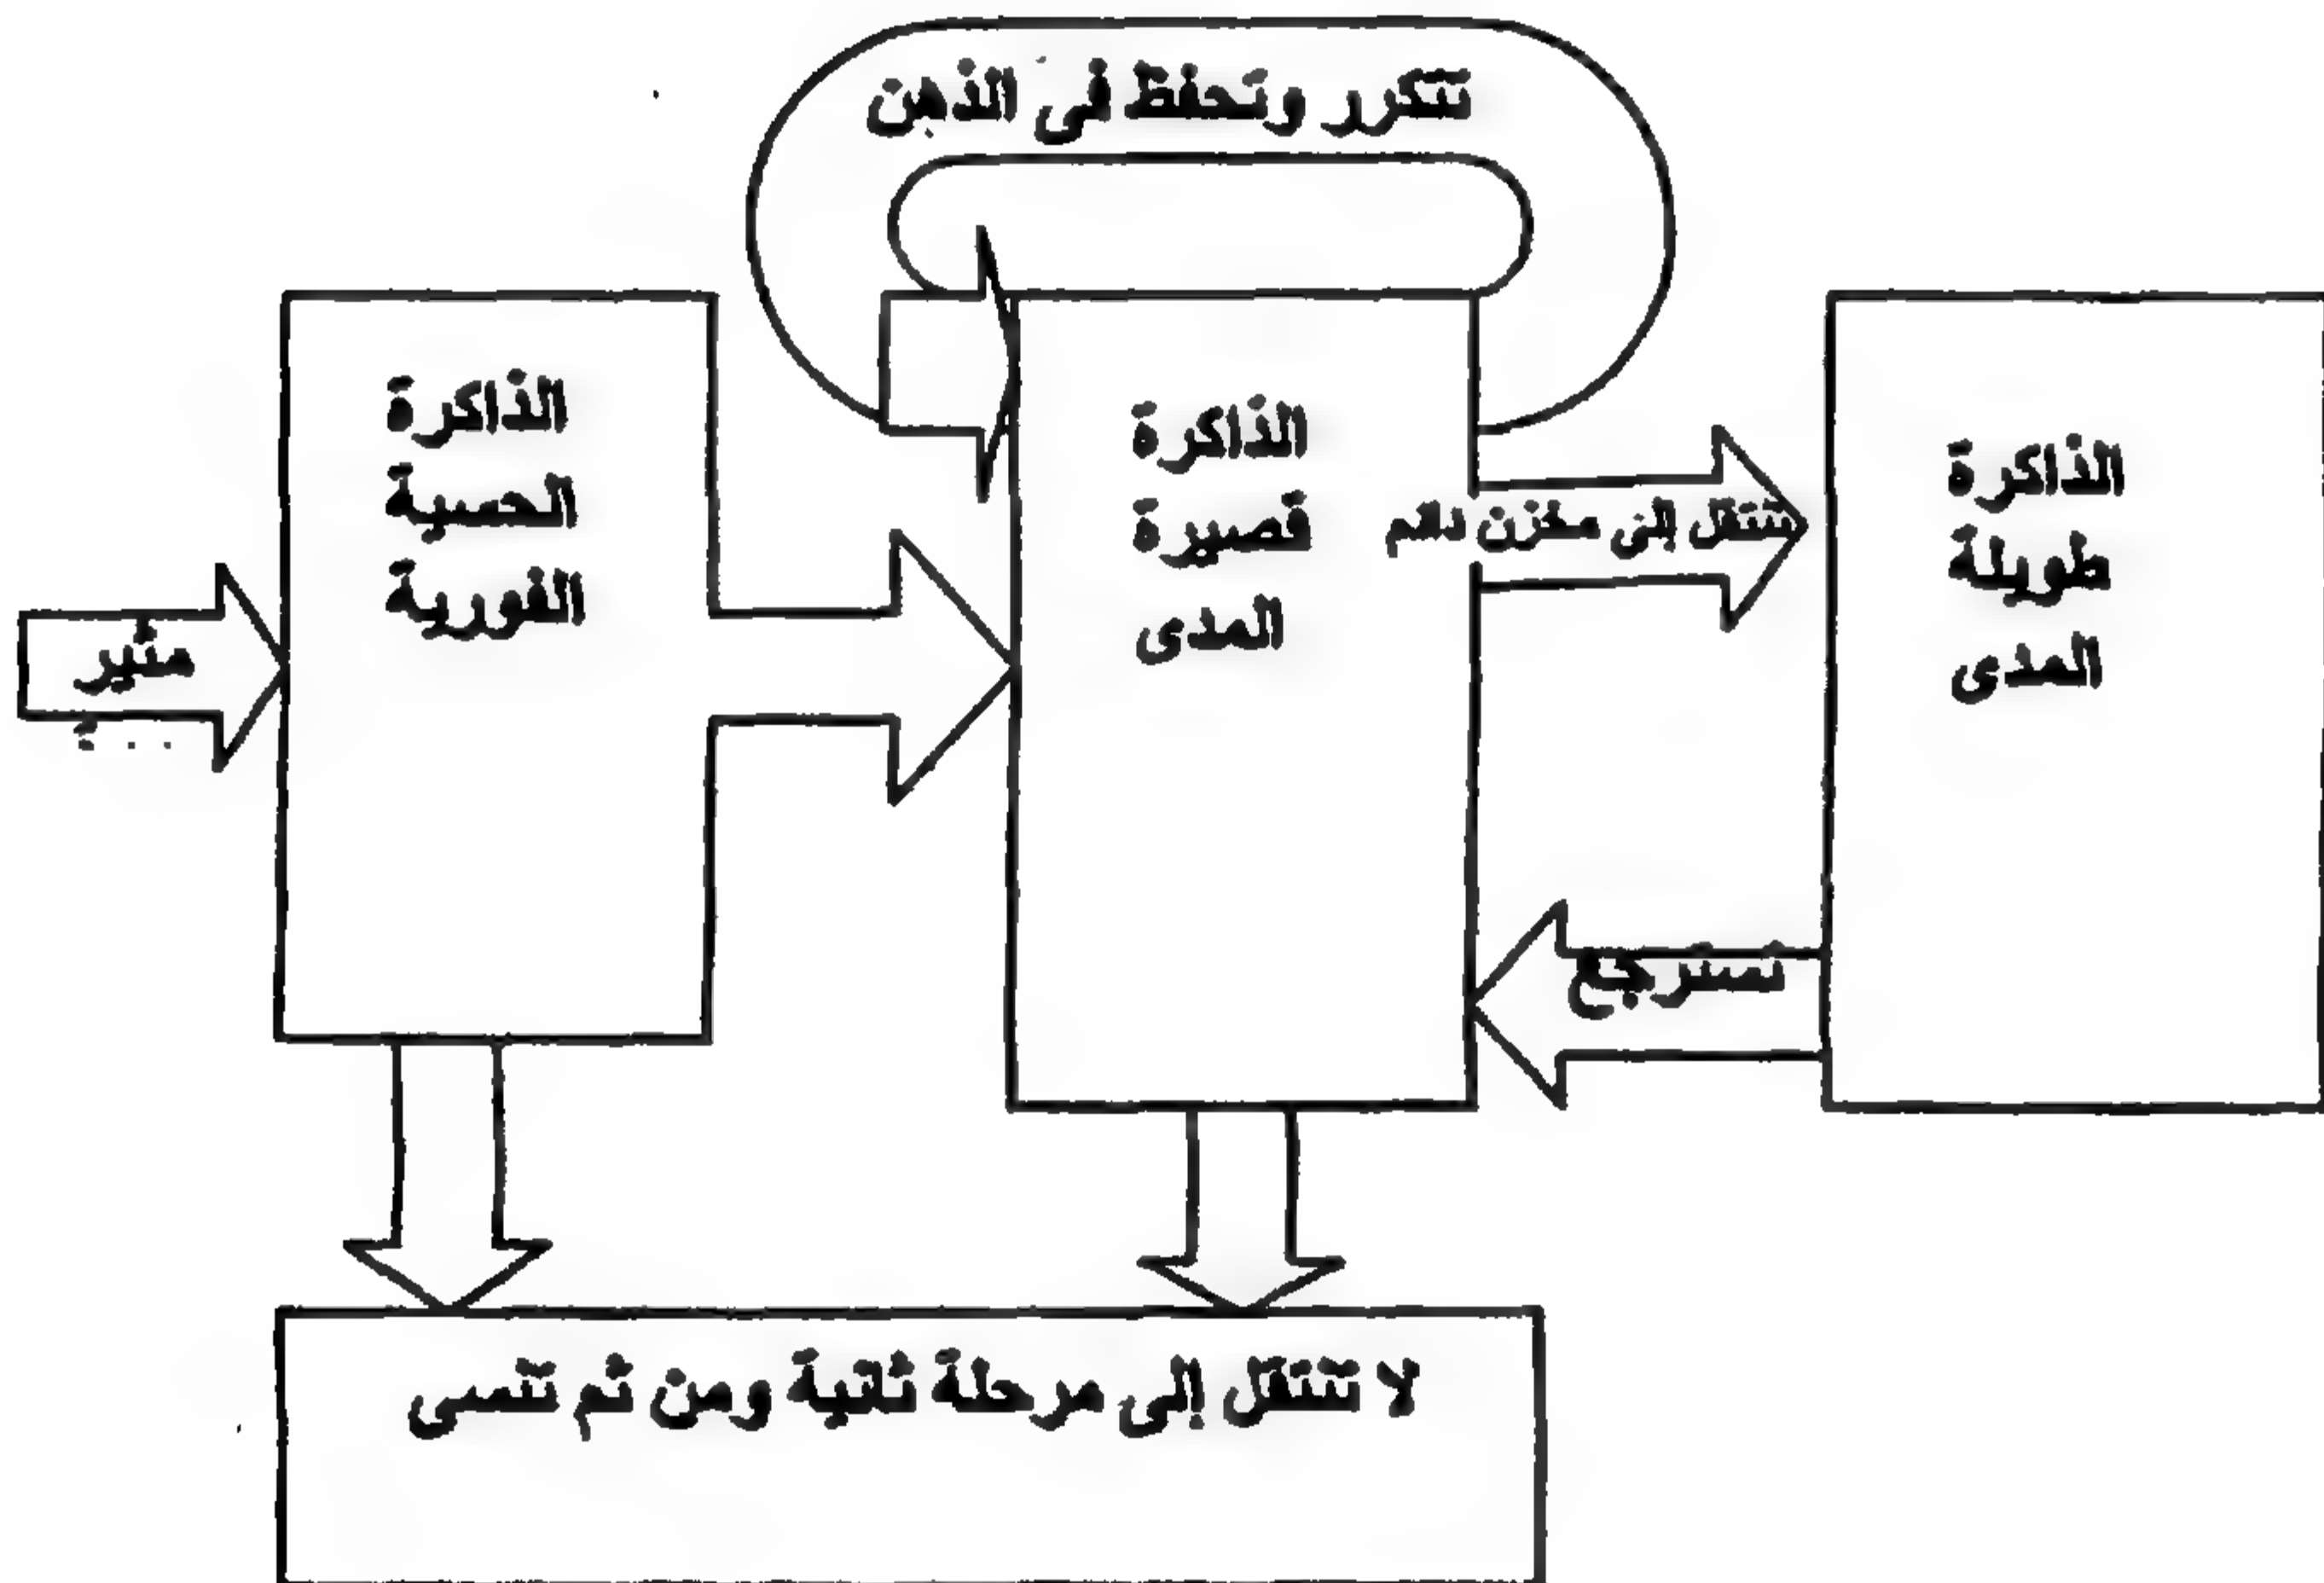 تتكرر وتحفظ فى الذهن
الذاكرة
الحسية
الفورية
الذاكرة
قصيرة
المدى
الذاكرة
طويلة
المدى
مثير
تنتقل إلى مخزن دائم
تسترجع
لا تنتقل إلى مرحلة ثانية ومن ثم تنسى